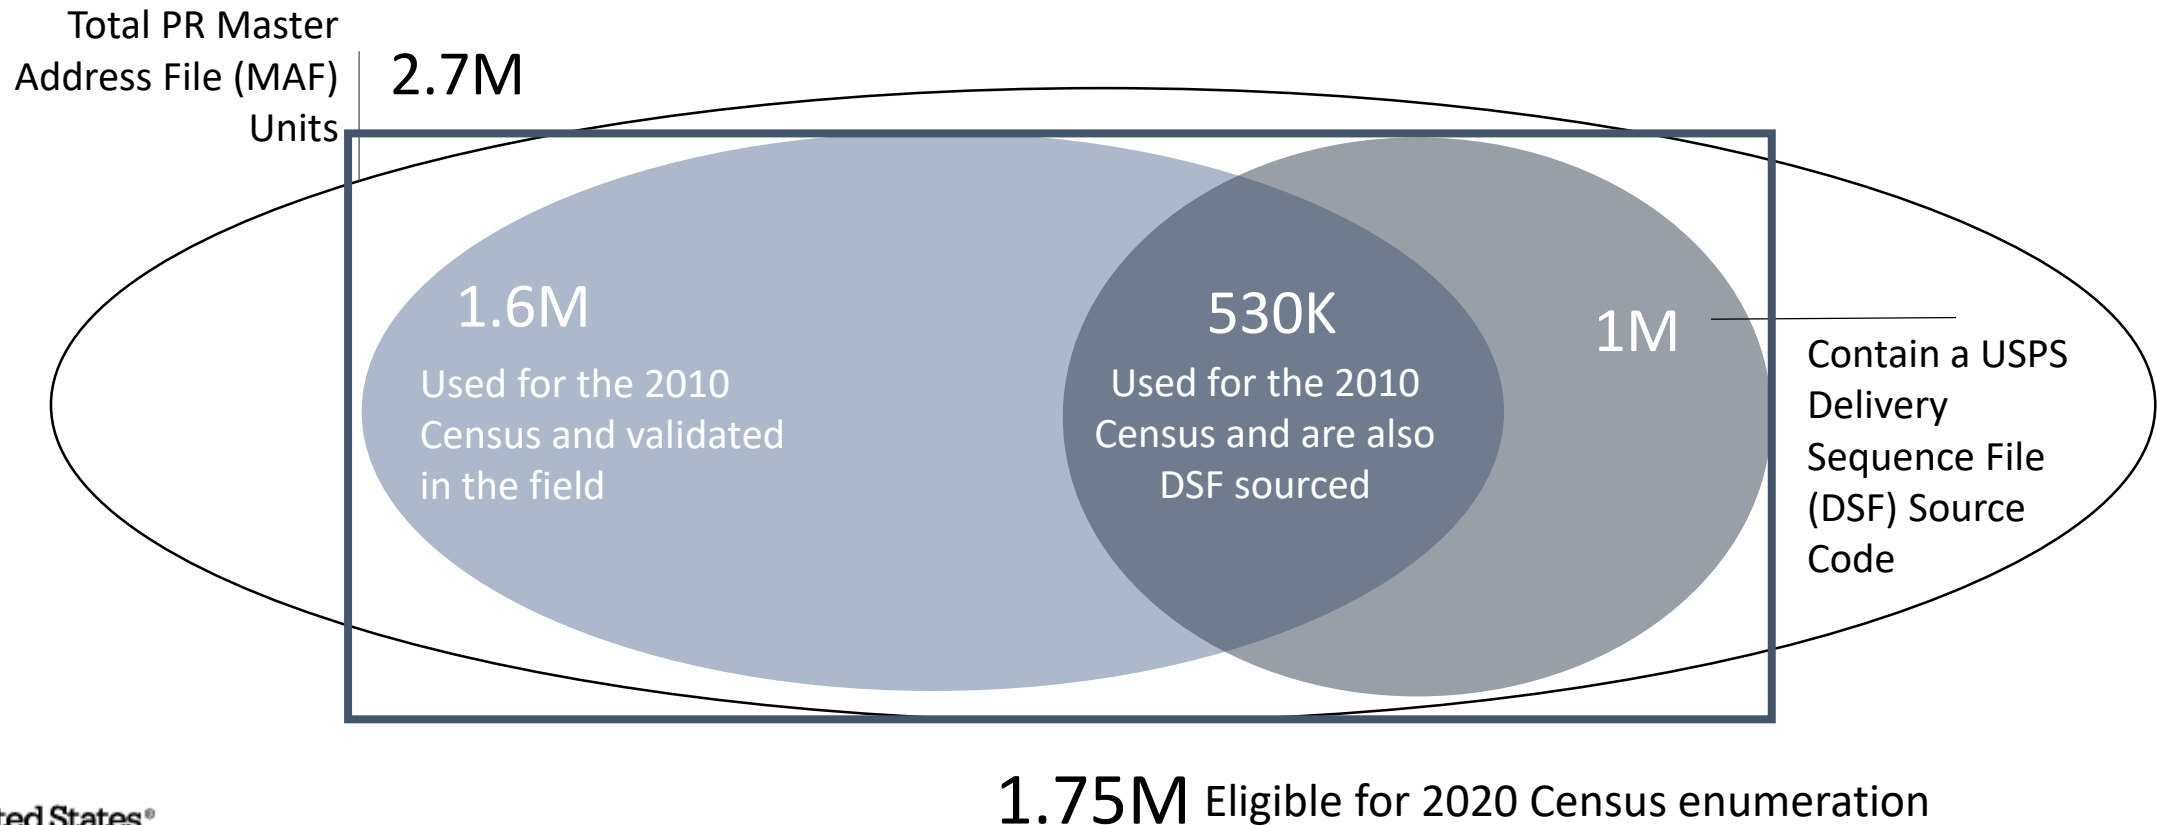 Total PR Master
Address File (MAF)
Units
2.7M
1.6M
Used for the 2010
Census and validated
in the field
530K
Used for the 2010
Census and are also
DSF sourced
1M
Contain a USPS
Delivery
Sequence File
(DSF) Source
Code
1.75M Eligible for 2020 Census enumeration
States®